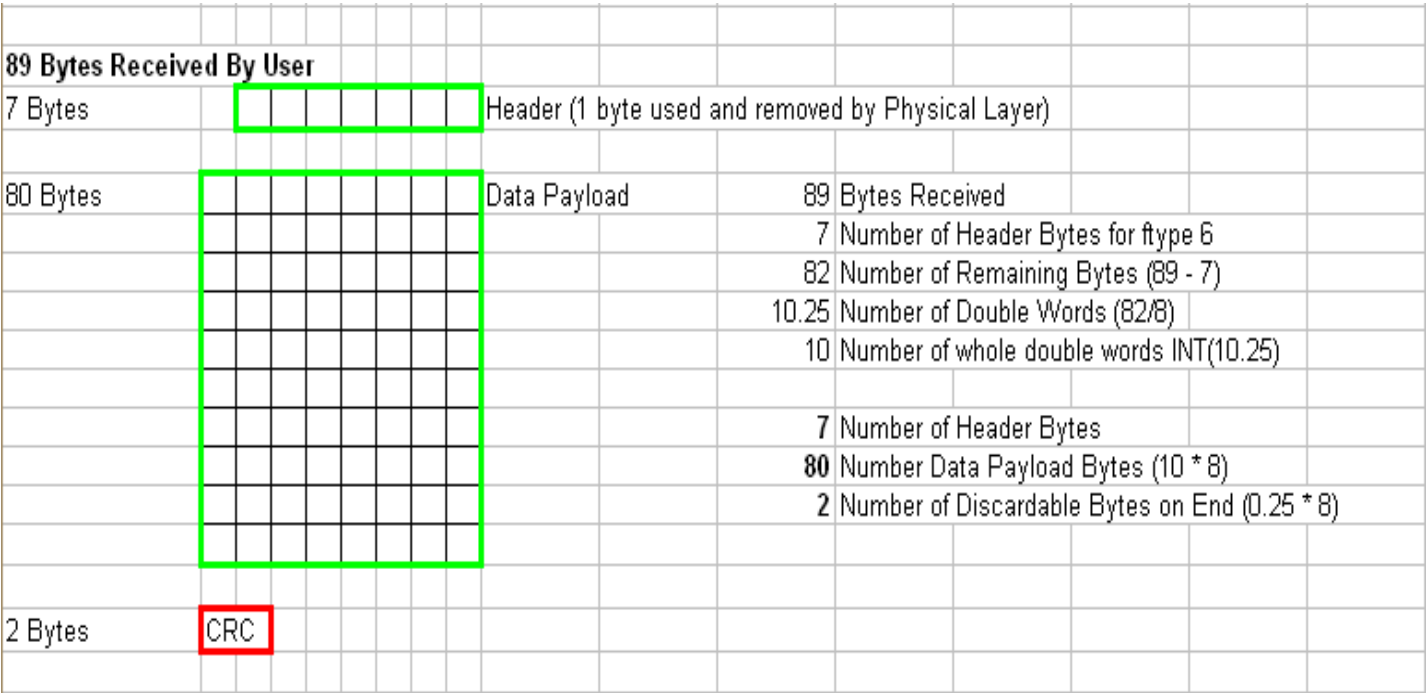 89 Bytes Received By User
7 Bytes Header (1 byte used and removed by Physical Layer)
80 Bytes Data Payload 89 Bytes Received
7 Number of Header Bytes for ftype 6
82 Number of Remaining Bytes (89 - 7)
10.25 Number of Double Words (82/8)
10 Number of whole double words INT(10.25)
7 Number of Header Bytes
80 Number Data Payload Bytes (10 * 8)
2 Number of Discardable Bytes on End (0.25 * 8)
2 Bytes CRC